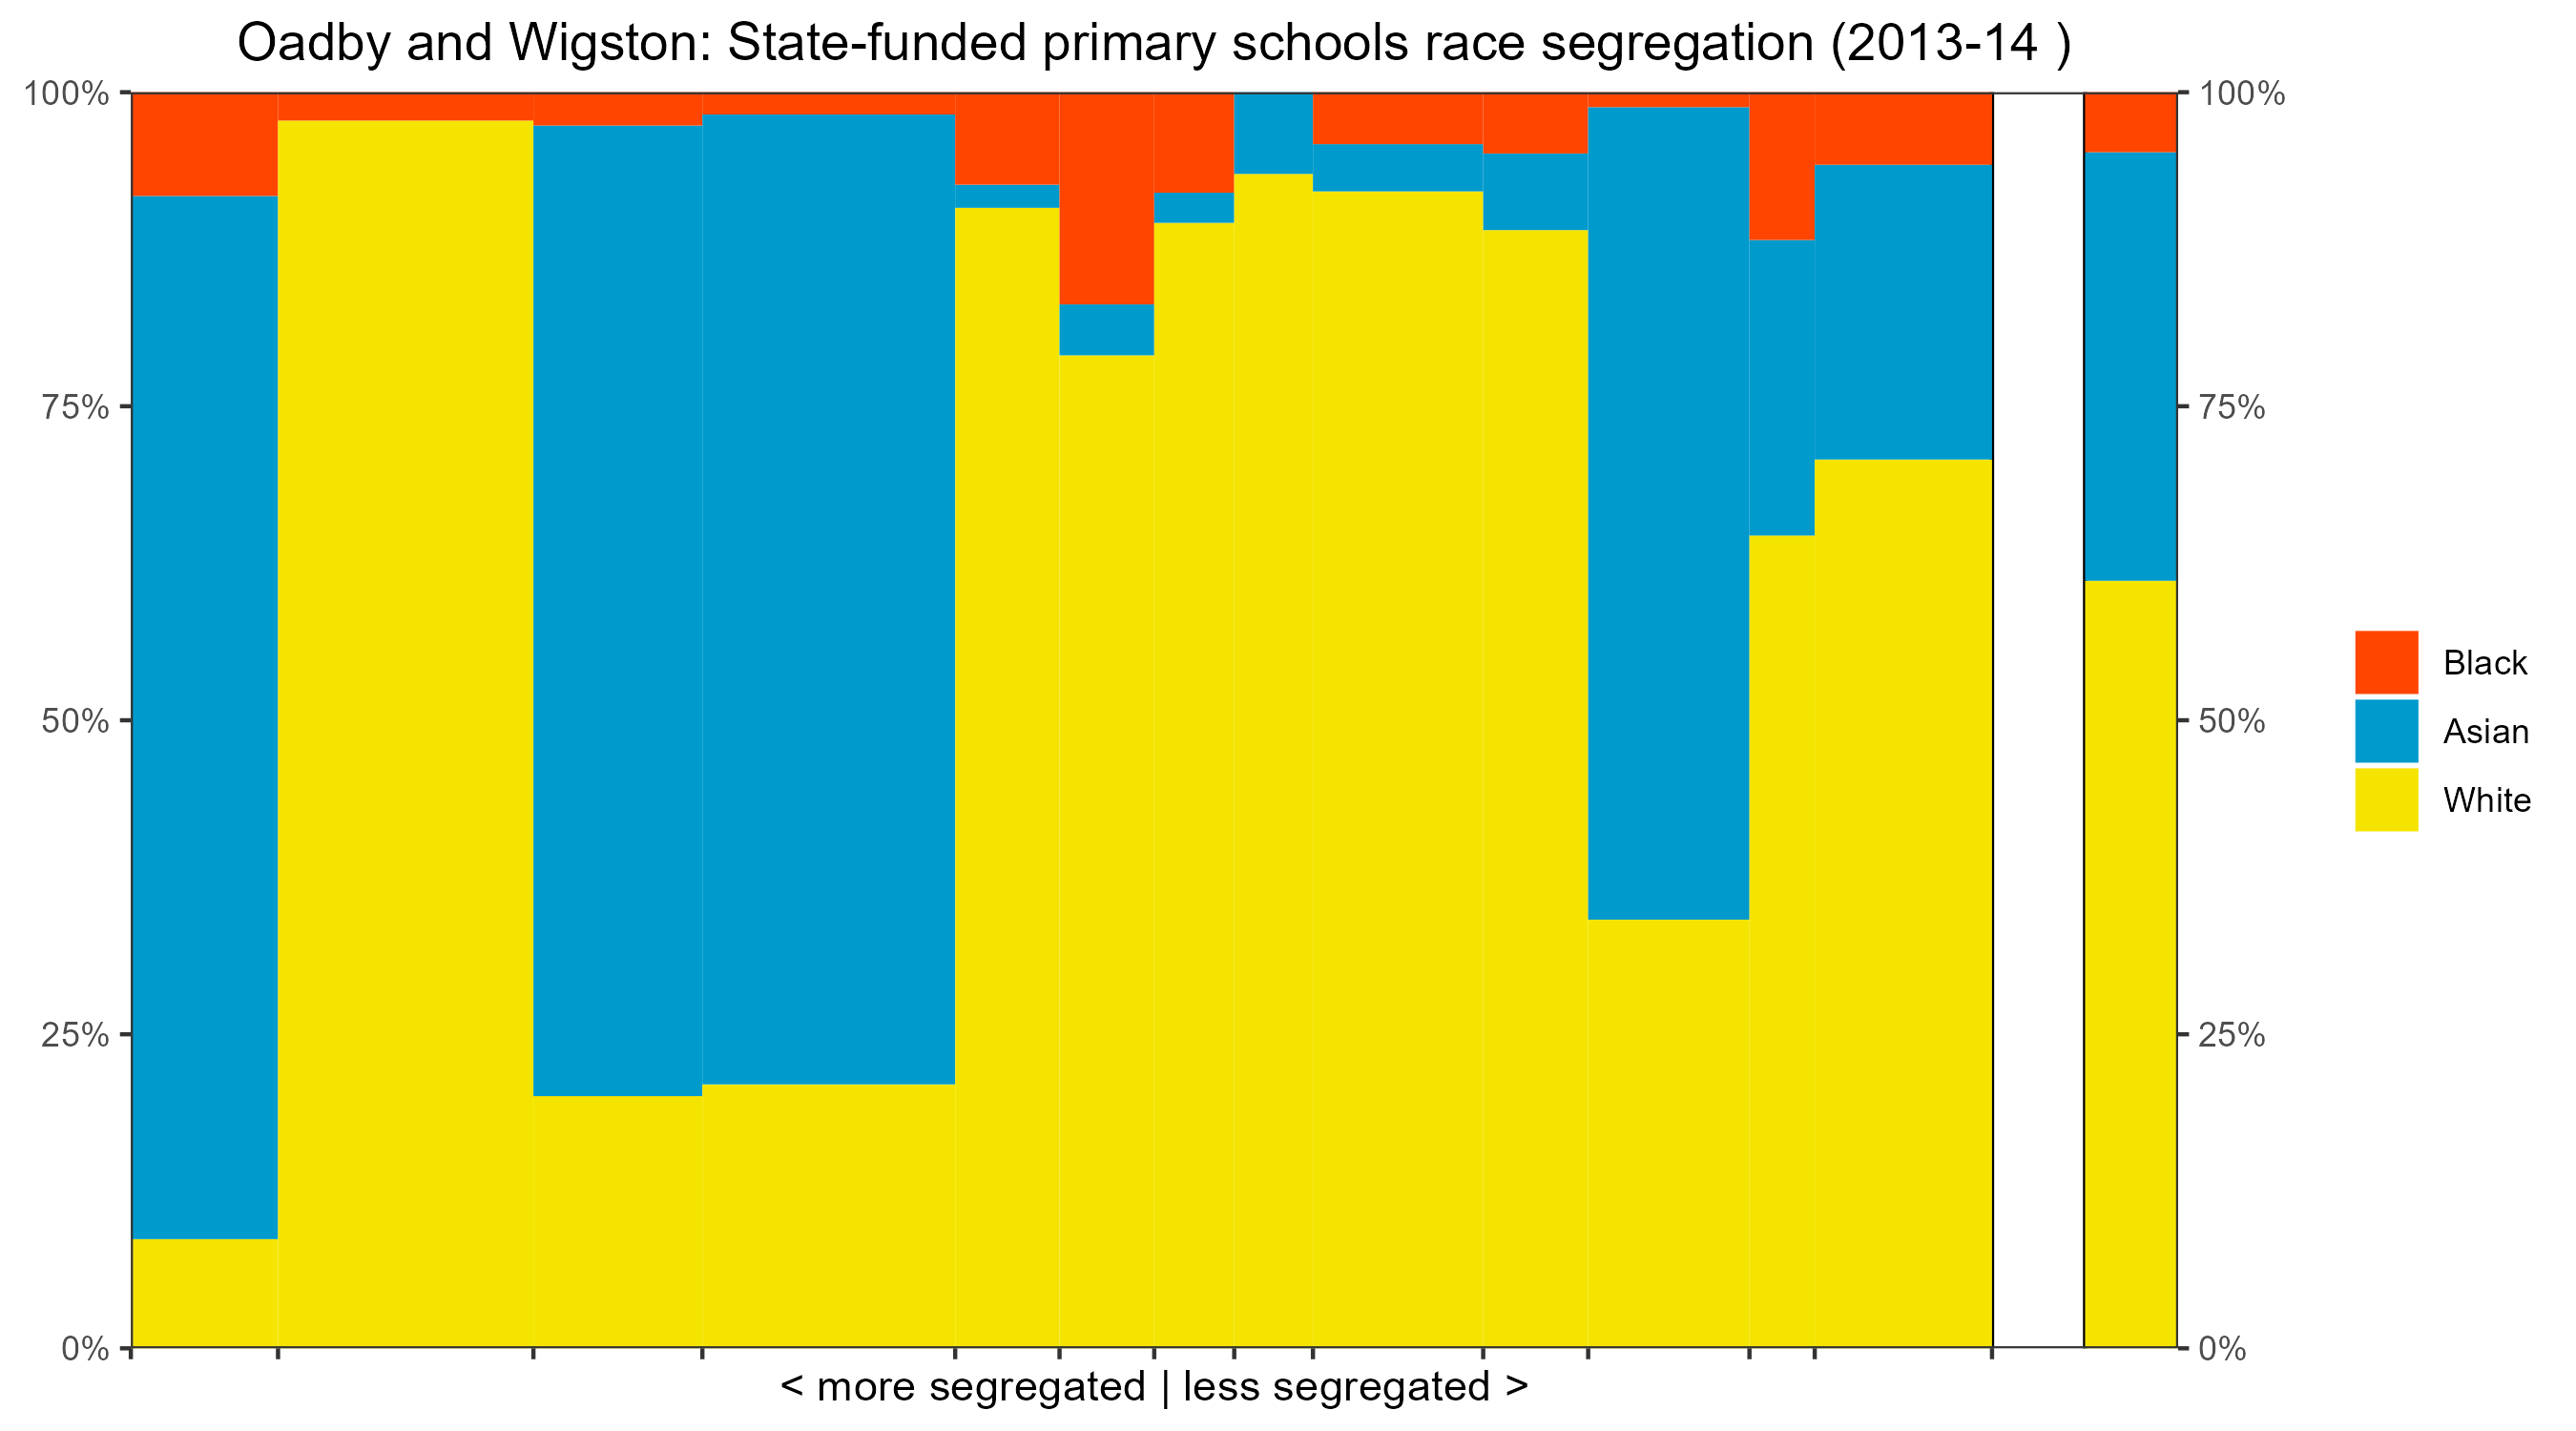 Oadby and Wigston: State-funded primary schools race segregation (2013-14 )
100%
75%
50%
25%
0%
100%
75%
50%
25%
0%
Black
Asian
White
< more segregated | less segregated >